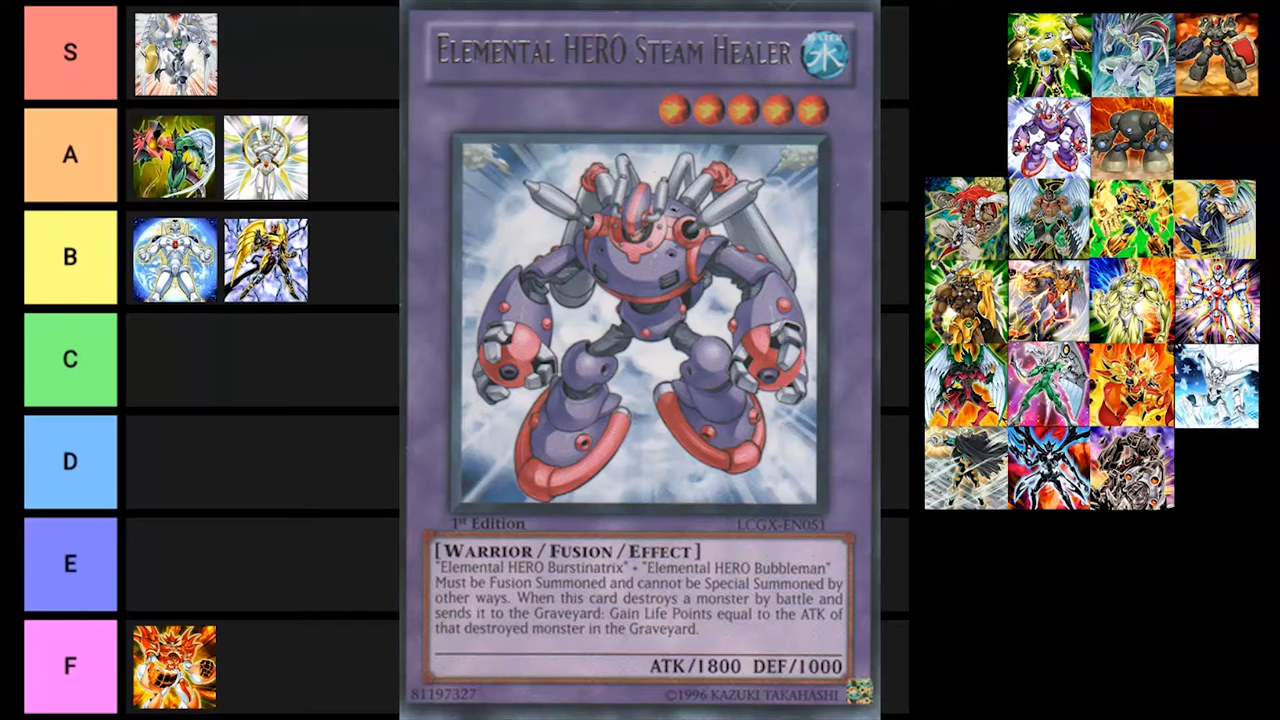 S
A
B
C
D
E
F
ELEMENTAL HERO STEAM HEALER
WATER
水
1st Edition
LCGX-EN051
[ WARRIOR / FUSION / EFFECT ]
"Elemental HERO Burstinatrix" + "Elemental HERO Bubbleman"
Must be Fusion Summoned and cannot be Special Summoned by
other ways. When this card destroys a monster by battle and
sends it to the Graveyard: Gain Life Points equal to the ATK of
that destroyed monster in the Graveyard.
ATK/1800 DEF/1000
81197327
©1996 KAZUKI TAKAHASHI